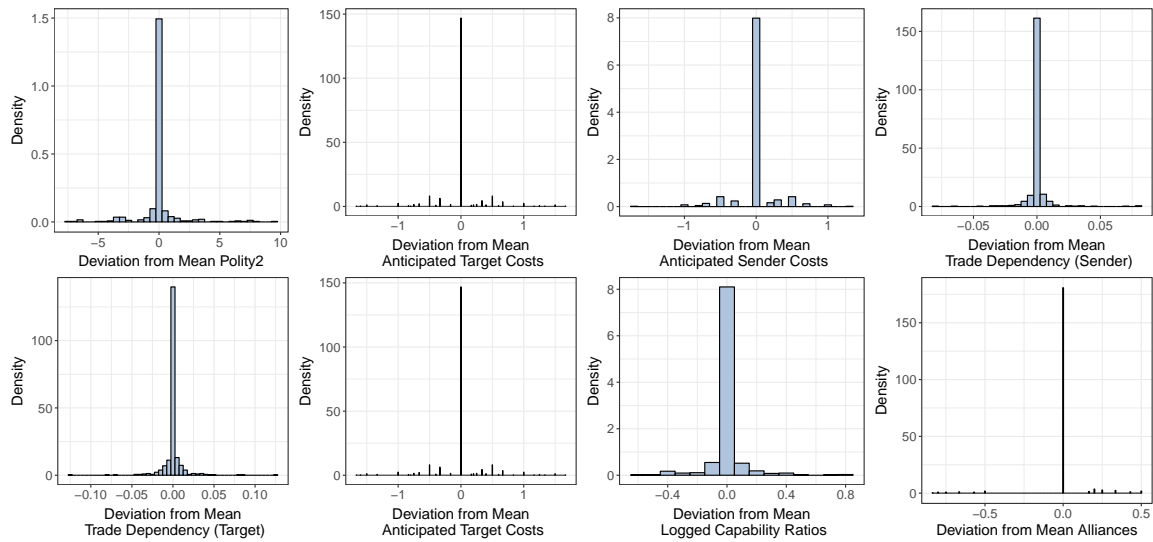 1.5
1.0
0.5
0.0
Density
−5
0
5
10
Deviation from Mean Polity2
150
100
50
0
Density
−1
0
1
Deviation from Mean
Anticipated Target Costs
8
6
4
2
0
Density
−1
0
1
Deviation from Mean
Anticipated Sender Costs
150
100
50
0
Density
−0.05
0.00
0.05
Deviation from Mean
Trade Dependency (Sender)
100
50
0
Density
−0.10
−0.05
0.00
0.05
0.10
Deviation from Mean
Trade Dependency (Target)
150
100
50
0
Density
−1
0
1
Deviation from Mean
Anticipated Target Costs
8
6
4
2
0
Density
−0.4
0.0
0.4
0.8
Deviation from Mean
Logged Capability Ratios
150
100
50
0
Density
−0.5
0.0
0.5
Deviation from Mean Alliances